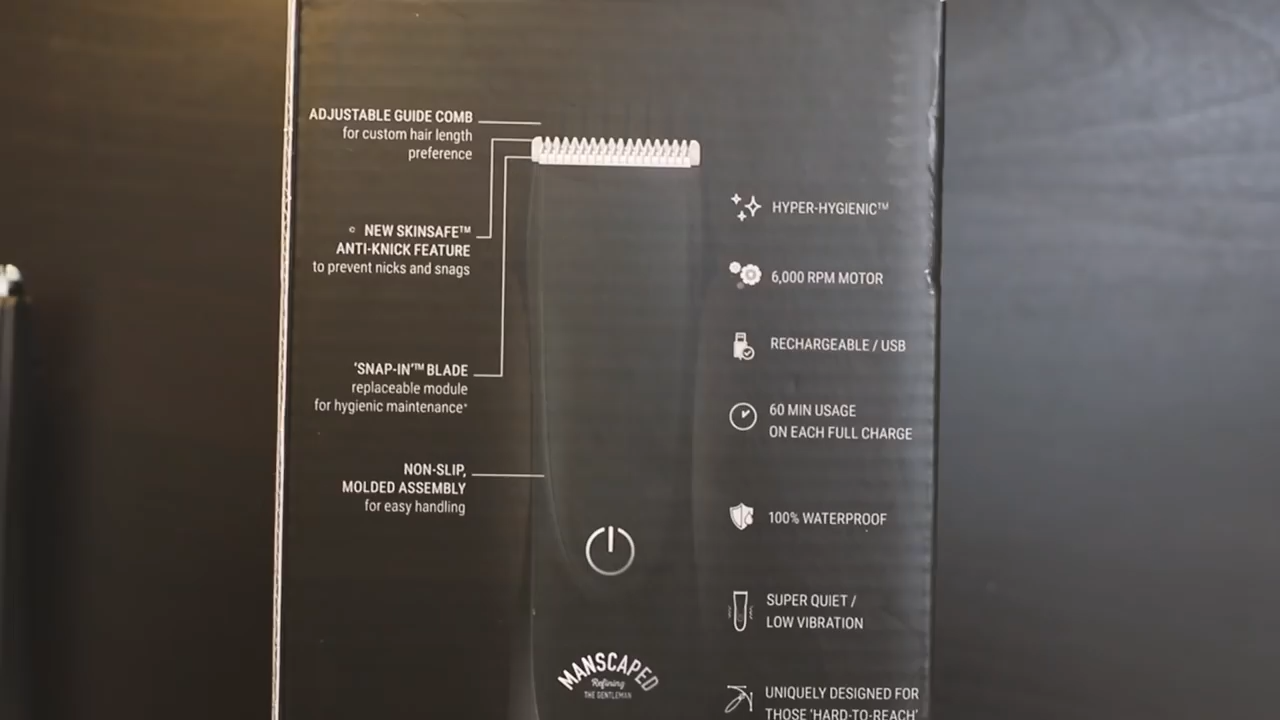 ADJUSTABLE GUIDE COMB
for custom hair length
preference
NEW SKINSAFE™
ANTI-KNICK FEATURE
to prevent nicks and snags
'SNAP-IN'™ BLADE
replaceable module
for hygienic maintenance*
NON-SLIP,
MOLDED ASSEMBLY
for easy handling
HYPER-HYGIENIC™
6,000 RPM MOTOR
RECHARGEABLE / USB
60 MIN USAGE
ON EACH FULL CHARGE
100% WATERPROOF
SUPER QUIET /
LOW VIBRATION
UNIQUELY DESIGNED FOR
THOSE 'HARD-TO-REACH'
MANSCAPED
Refining
THE GENTLEMAN